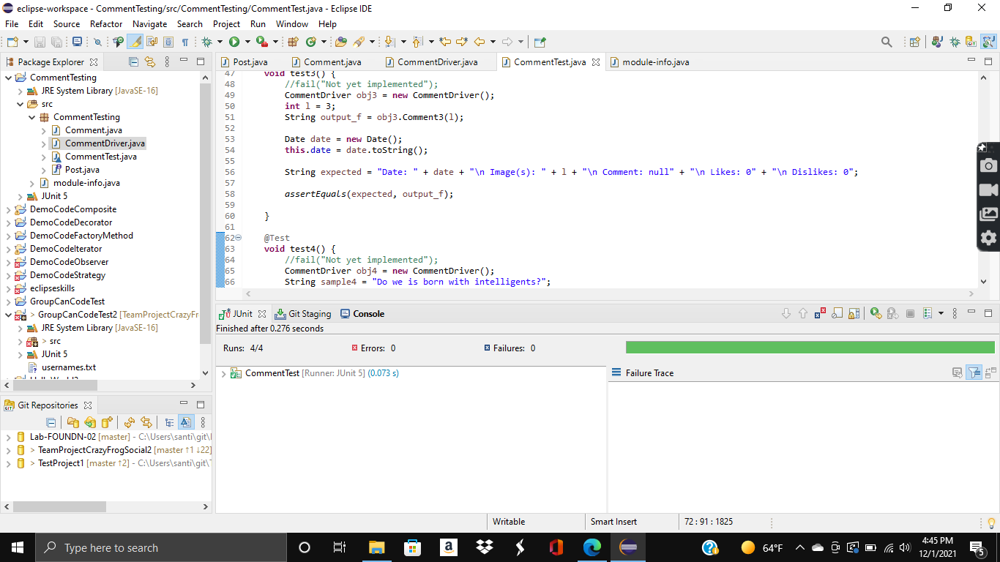 eclipse-workspace - CommentTesting/src/CommentTesting/CommentTest.java - Eclipse IDE
File Edit Source Refactor Navigate Search Project Run Window Help
Package Explorer
CommentTesting
JRE System Library [JavaSE-16]
src
CommentTesting
Comment.java
CommentDriver.java
CommentTest.java
Post.java
module-info.java
JUnit 5
DemoCodeComposite
DemoCodeDecorator
DemoCodeFactoryMethod
DemoCodeIterator
DemoCodeObserver
DemoCodeStrategy
eclipseskills
GroupCanCodeTest
> GroupCanCodeTest2 [TeamProjectCrazyFr
JRE System Library [JavaSE-16]
> src
JUnit 5
usernames.txt
Git Repositories
Lab-FOUNDN-02 [master] - C:\Users\santi\git\
> TeamProjectCrazyFrogSocial2 [master ↑1 ↓22]
> TestProject1 [master ↑2] - C:\Users\santi\git\
Post.java Comment.java CommentDriver.java CommentTest.java module-info.java
47 void test3() {
48 //fail("Not yet implemented");
49 CommentDriver obj3 = new CommentDriver();
50 int l = 3;
51 String output_f = obj3.Comment3(l);
52
53 Date date = new Date();
54 this.date = date.toString();
55
56 String expected = "Date: " + date + "\n Image(s): " + l + "\n Comment: null" + "\n Likes: 0" + "\n Dislikes: 0";
57
58 assertEquals(expected, output_f);
59
60 }
61
62 @Test
63 void test4() {
64 //fail("Not yet implemented");
65 CommentDriver obj4 = new CommentDriver();
66 String sample4 = "Do we is born with intelligents?";
JUnit Git Staging Console
Finished after 0.276 seconds
Runs: 4/4 Errors: 0 Failures: 0
CommentTest [Runner: JUnit 5] (0.073 s)
Failure Trace
Writable Smart Insert 72 : 91 : 1825
Type here to search
64°F
4:45 PM
12/1/2021
5